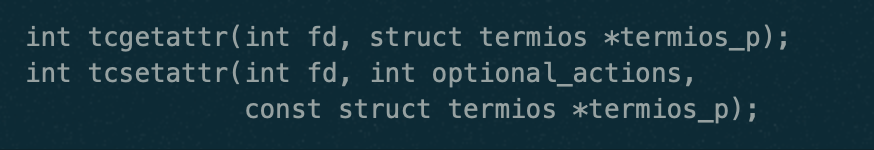 int tcgetattr(int fd, struct termios *termios_p);
int tcsetattr(int fd, int optional_actions,
              const struct termios *termios_p);